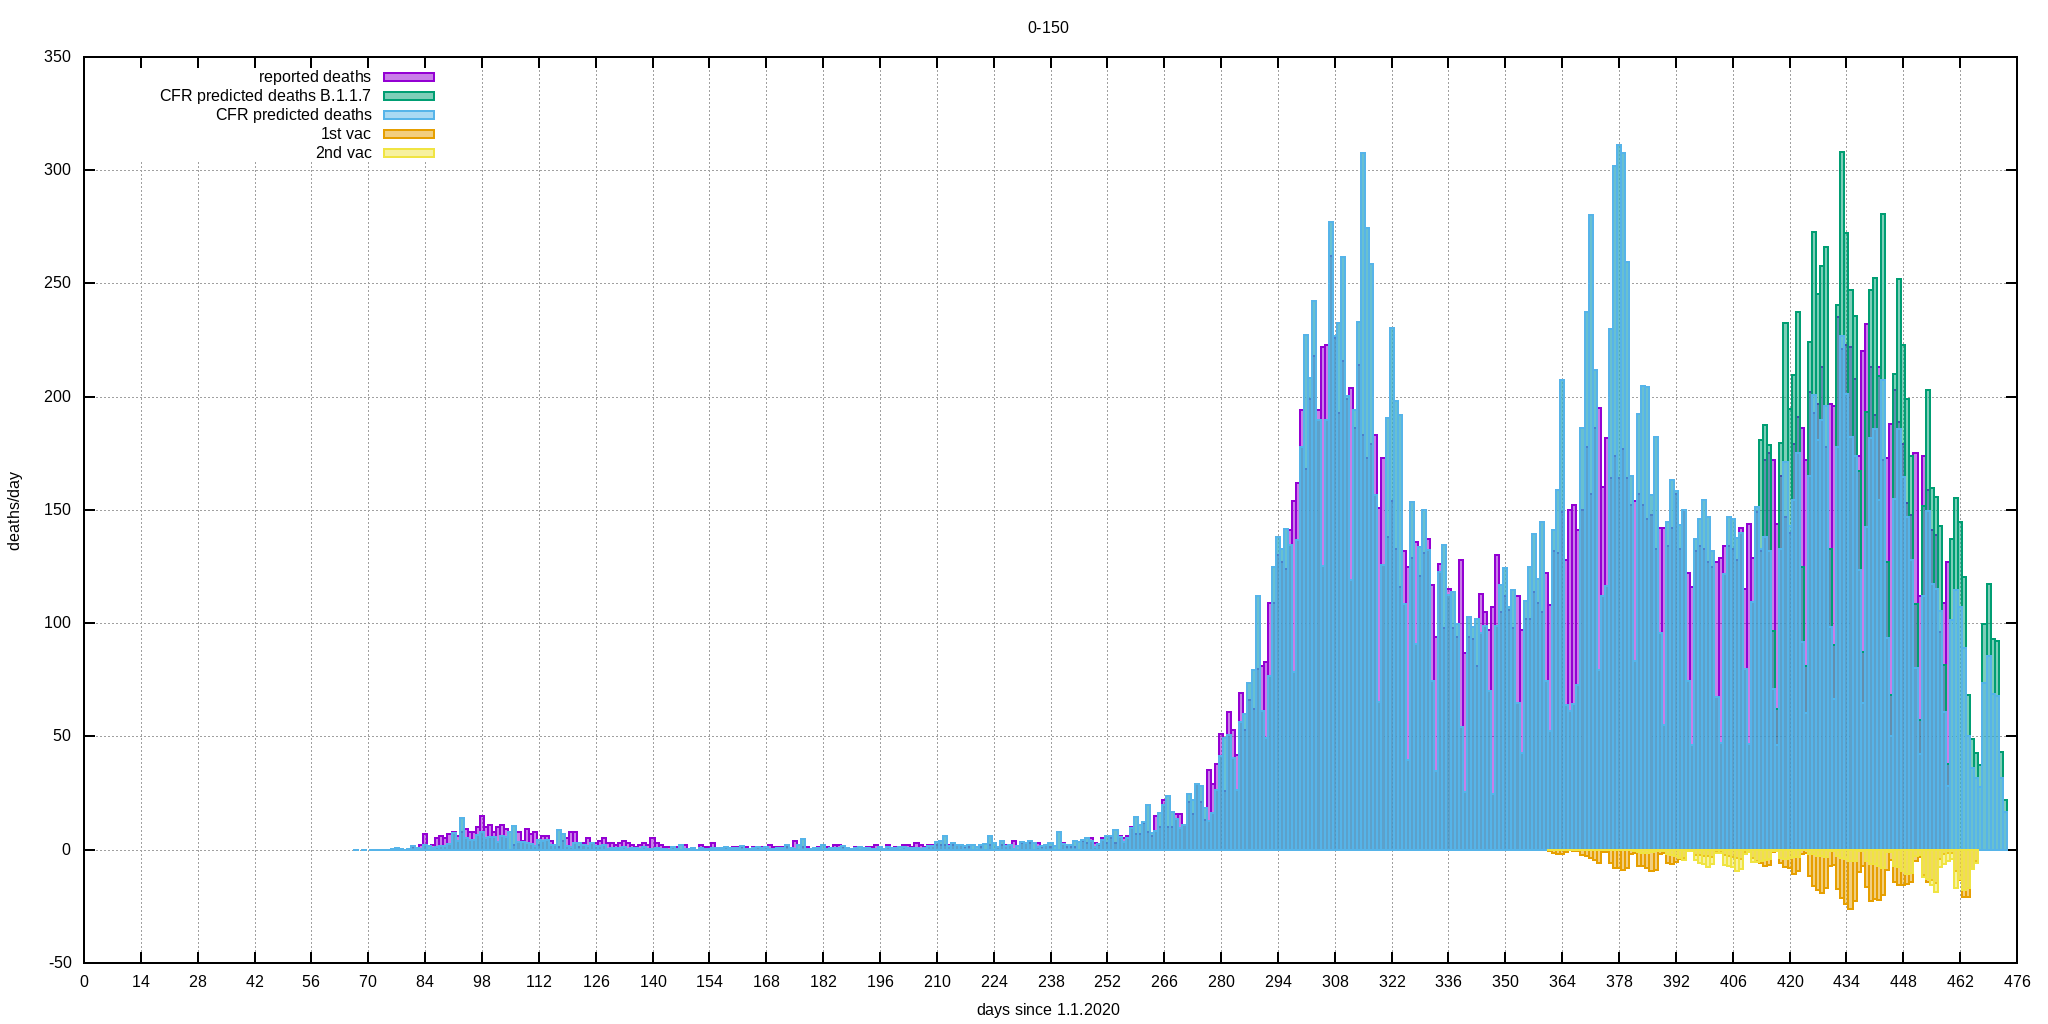 0-150
350
300
250
200
150
100
50
0
-50
deaths/day
reported deaths
CFR predicted deaths B.1.1.7
CFR predicted deaths
1st vac
2nd vac
0 14 28 42 56 70 84 98 112 126 140 154 168 182 196 210 224 238 252 266 280 294 308 322 336 350 364 378 392 406 420 434 448 462 476
days since 1.1.2020